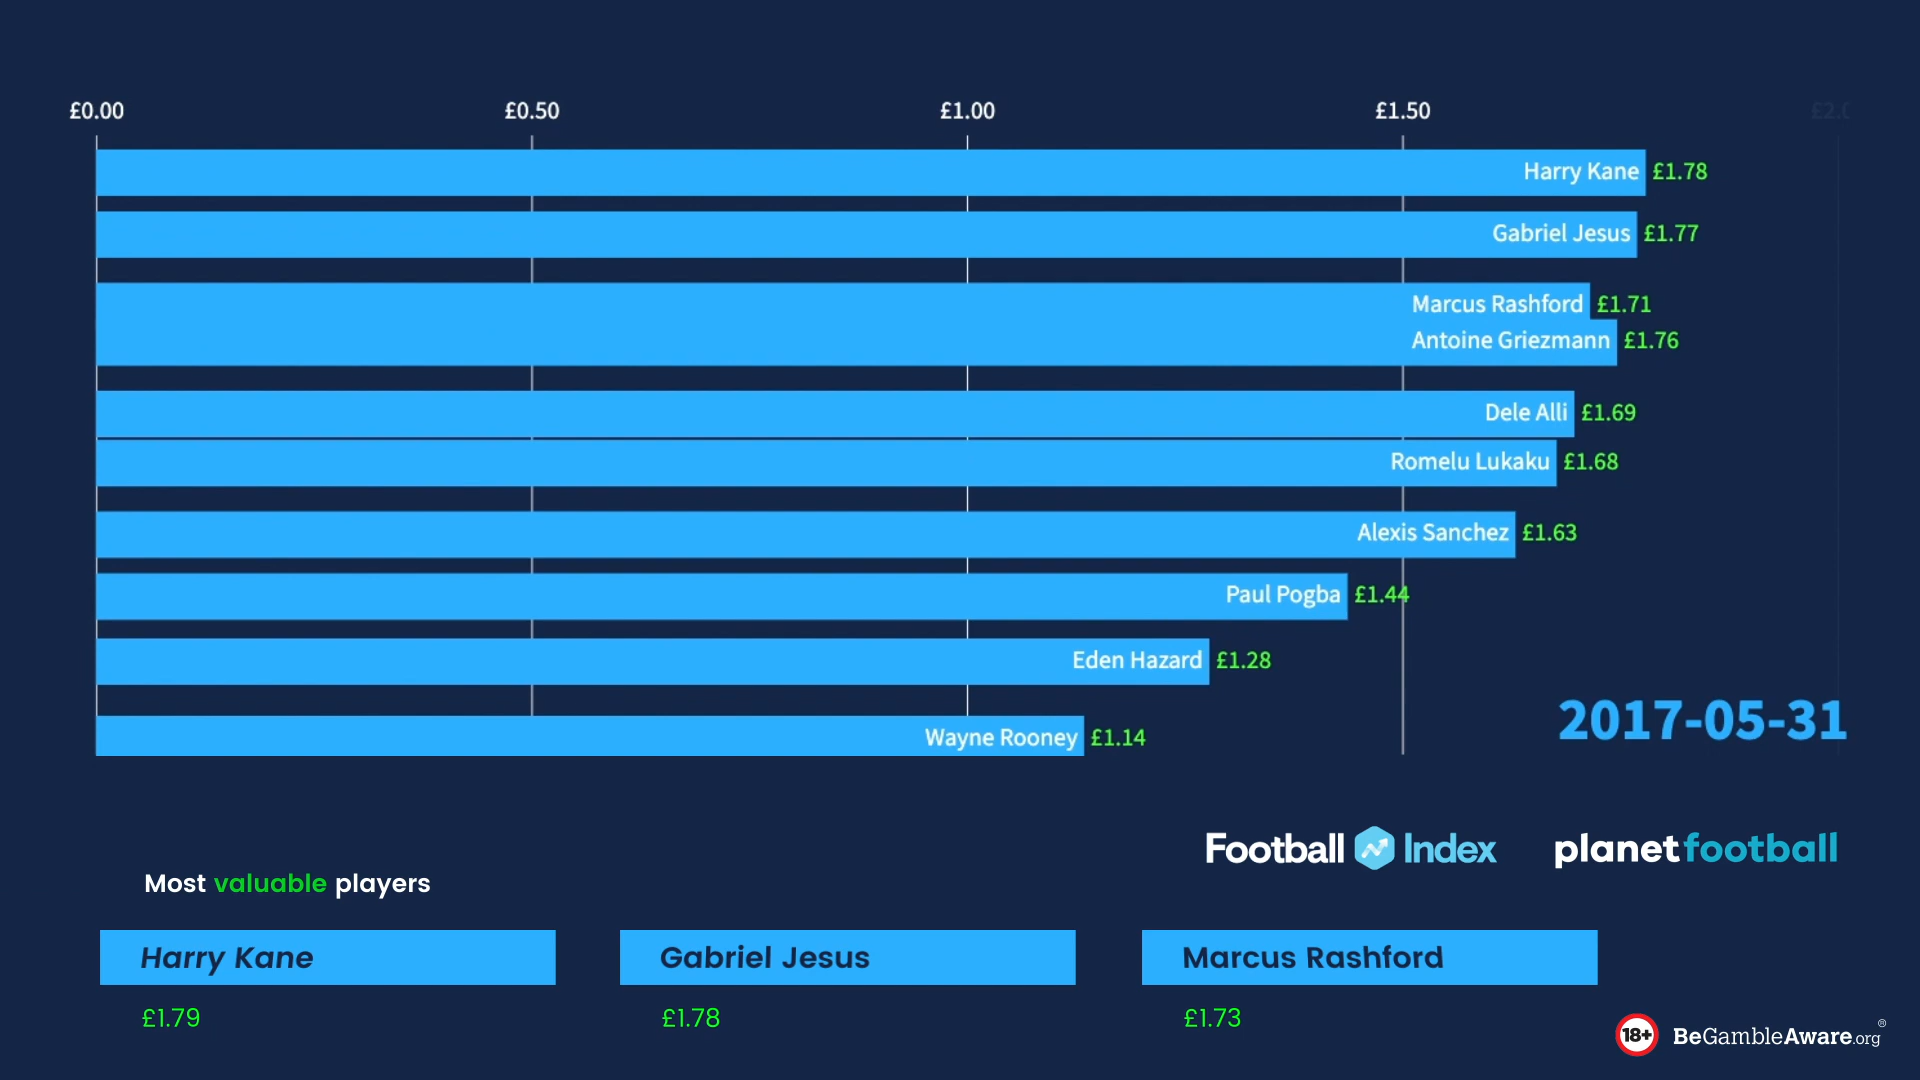 £0.00 £0.50 £1.00 £1.50
Harry Kane £1.78
Gabriel Jesus £1.77
Marcus Rashford £1.71
Antoine Griezmann £1.76
Dele Alli £1.69
Romelu Lukaku £1.68
Alexis Sanchez £1.63
Paul Pogba £1.44
Eden Hazard £1.28
2017-05-31
Wayne Rooney £1.14
Football Index planetfootball
Most valuable players
Harry Kane Gabriel Jesus Marcus Rashford
£1.79 £1.78 £1.73
18+ BeGambleAware.org®